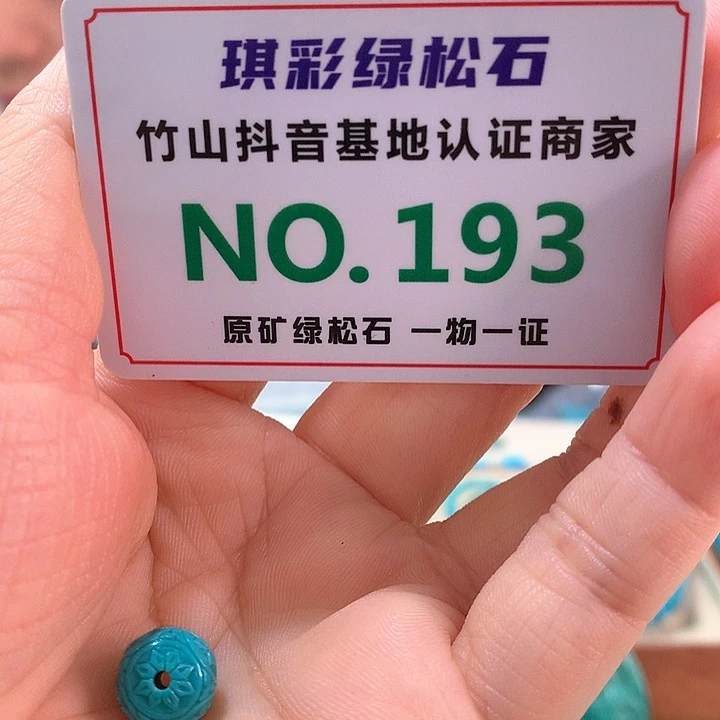 琪彩绿松石
竹山抖音基地认证商家
NO.193
原矿绿松石 一物一证